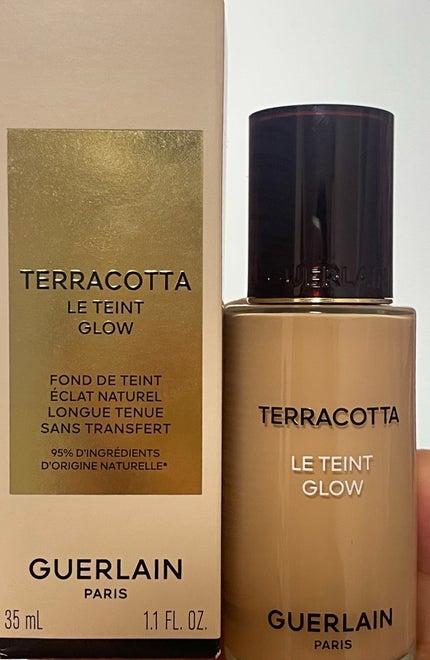 TERRACOTTA
LE TEINT
GLOW
FOND DE TEINT
ÉCLAT NATUREL
LONGUE TENUE
SANS TRANSFERT
95% D'INGRÉDIENTS
D'ORIGINE NATURELLE*
GUERLAIN
PARIS
35 mL 1.1 FL. OZ.
GUERLAIN
TERRACOTTA
LE TEINT
GLOW
GUERLAIN
PARIS